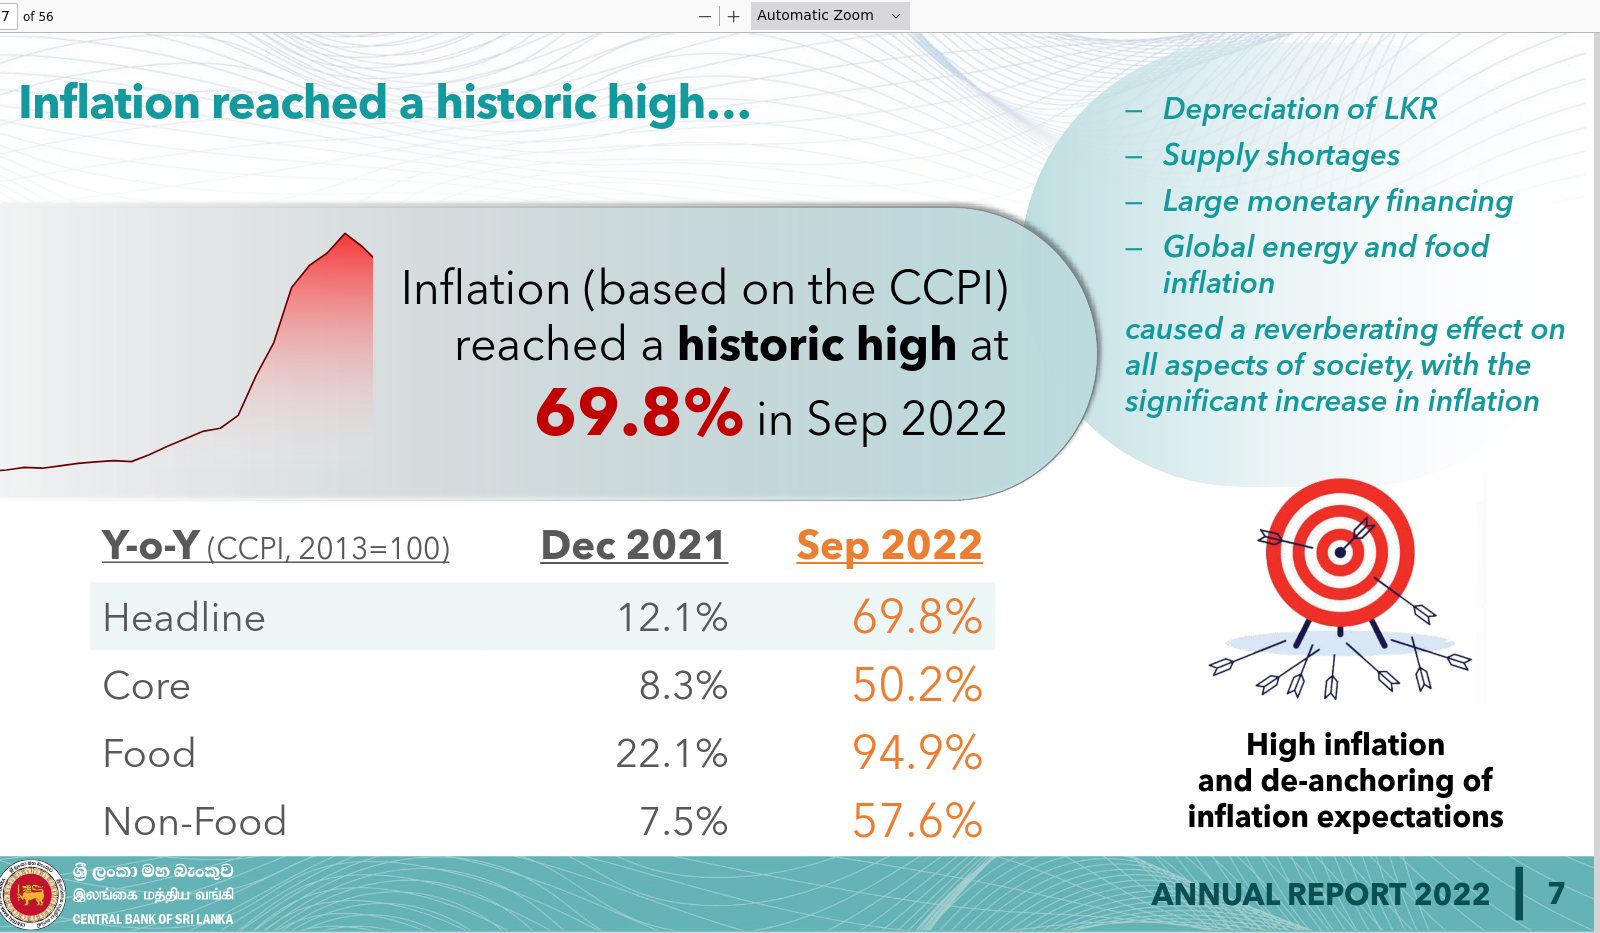 7 of 56
Automatic Zoom
Inflation reached a historic high...
– Depreciation of LKR
– Supply shortages
– Large monetary financing
– Global energy and food
inflation
caused a reverberating effect on
all aspects of society, with the
significant increase in inflation
Inflation (based on the CCPI)
reached a historic high at
69.8% in Sep 2022
Y-o-Y (CCPI, 2013=100) Dec 2021 Sep 2022
Headline 12.1% 69.8%
Core 8.3% 50.2%
Food 22.1% 94.9%
Non-Food 7.5% 57.6%
High inflation
and de-anchoring of
inflation expectations
ශ්‍රී ලංකා මහ බැංකුව
இலங்கை மத்திய வங்கி
CENTRAL BANK OF SRI LANKA
ANNUAL REPORT 2022 7